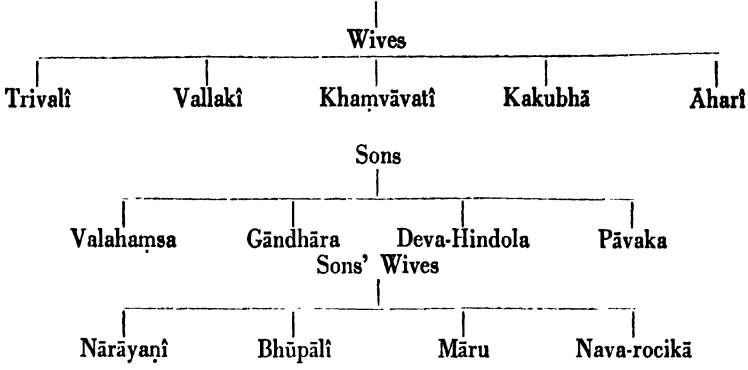 Wives
Trivalî Vallakî Khaṃvāvatî Kakubhā Āharî
Sons
Valahaṃsa Gāndhāra Deva-Hindola Pāvaka
Sons' Wives
Nārāyaṇî Bhūpālî Māru Nava-rocikā